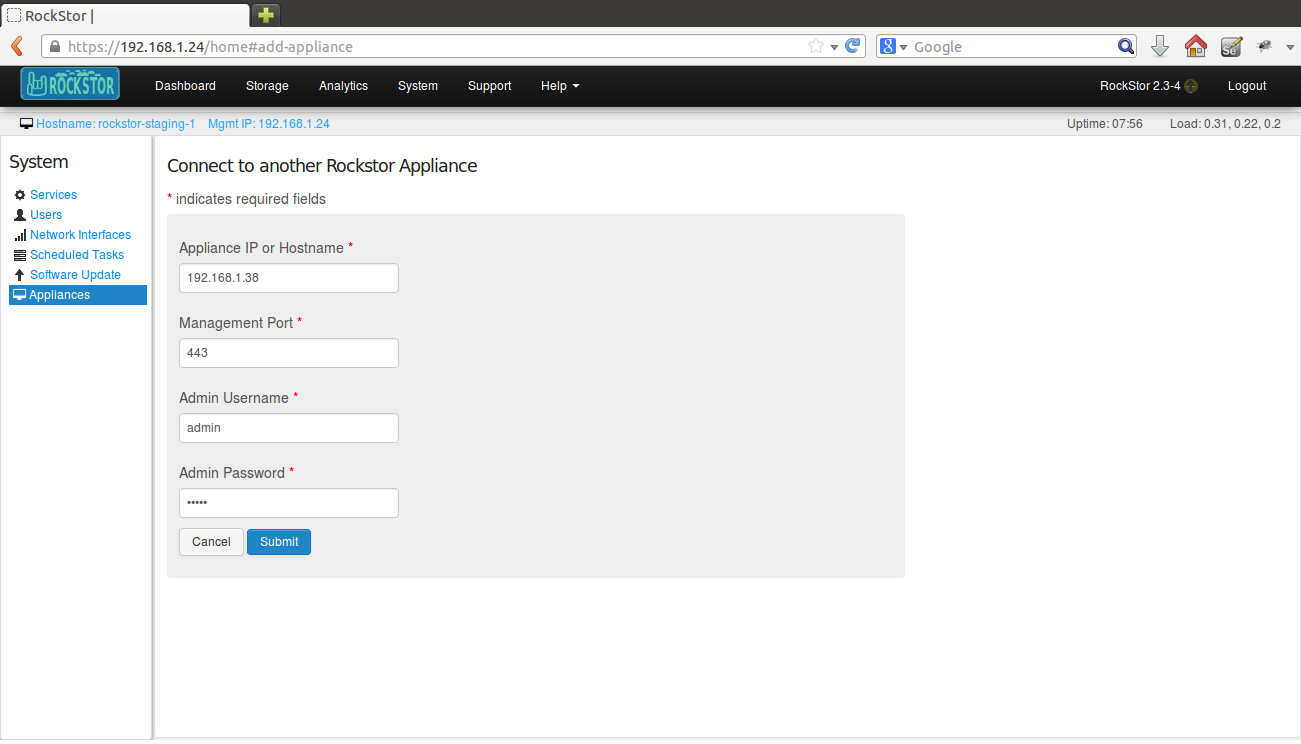 RockStor |
https://192.168.1.24/home#add-appliance
Google
Se
ROCKSTOR
Dashboard Storage Analytics System Support Help RockStor 2.3-4 Logout
Hostname: rockstor-staging-1 Mgmt IP: 192.168.1.24 Uptime: 07:56 Load: 0.31, 0.22, 0.2
System
Services
Users
Network Interfaces
Scheduled Tasks
Software Update
Appliances
Connect to another Rockstor Appliance
* indicates required fields
Appliance IP or Hostname *
192.168.1.38
Management Port *
443
Admin Username *
admin
Admin Password *
•••••
Cancel Submit